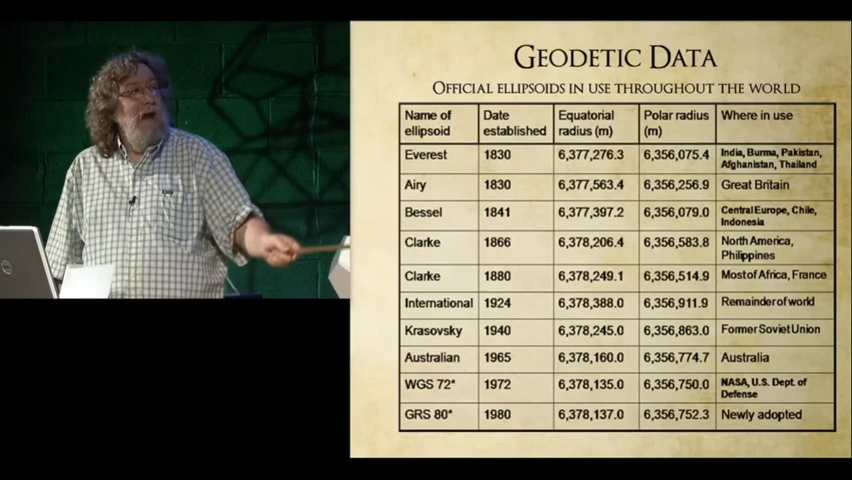 GEODETIC DATA
OFFICIAL ELLIPSOIDS IN USE THROUGHOUT THE WORLD
Name of ellipsoid Date established Equatorial radius (m) Polar radius (m) Where in use
Everest 1830 6,377,276.3 6,356,075.4 India, Burma, Pakistan, Afghanistan, Thailand
Airy 1830 6,377,563.4 6,356,256.9 Great Britain
Bessel 1841 6,377,397.2 6,356,079.0 Central Europe, Chile, Indonesia
Clarke 1866 6,378,206.4 6,356,583.8 North America, Philippines
Clarke 1880 6,378,249.1 6,356,514.9 Most of Africa, France
International 1924 6,378,388.0 6,356,911.9 Remainder of world
Krasovsky 1940 6,378,245.0 6,356,863.0 Former Soviet Union
Australian 1965 6,378,160.0 6,356,774.7 Australia
WGS 72* 1972 6,378,135.0 6,356,750.0 NASA, U.S. Dept. of Defense
GRS 80* 1980 6,378,137.0 6,356,752.3 Newly adopted